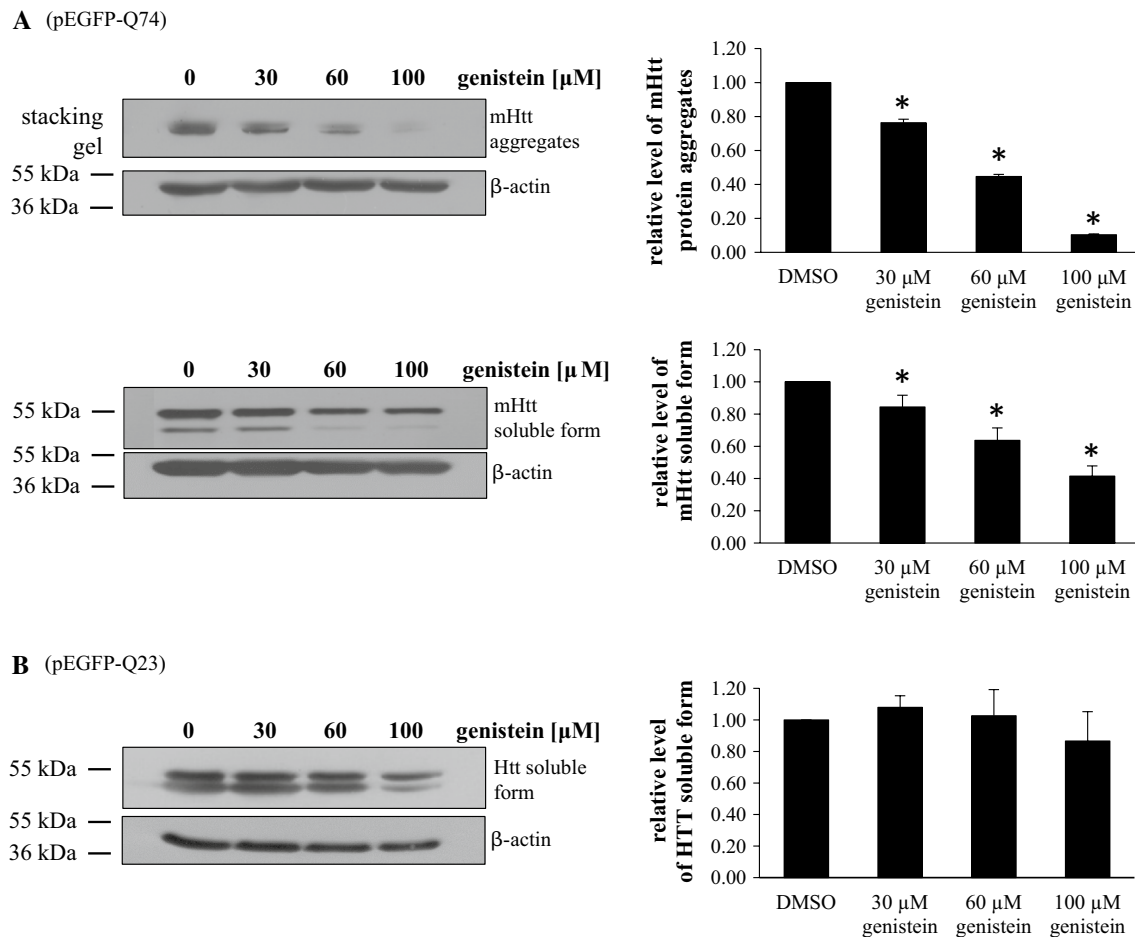 A (pEGFP-Q74)
0 30 60 100 genistein [µM]
stacking
gel
mHtt
aggregates
55 kDa
36 kDa
β-actin
relative level of mHtt
protein aggregates
1.20
1.00
0.80
0.60
0.40
0.20
0.00
* * *
DMSO 30 µM 60 µM 100 µM
genistein genistein genistein
0 30 60 100 genistein [µ M]
55 kDa
mHtt
soluble form
55 kDa
36 kDa
β-actin
relative level of
mHtt soluble form
1.20
1.00
0.80
0.60
0.40
0.20
0.00
* * *
DMSO 30 µM 60 µM 100 µM
genistein genistein genistein
B (pEGFP-Q23)
0 30 60 100 genistein [µM]
55 kDa
Htt soluble
form
55 kDa
36 kDa
β-actin
relative level
of HTT soluble form
1.20
1.00
0.80
0.60
0.40
0.20
0.00
DMSO 30 µM 60 µM 100 µM
genistein genistein genistein